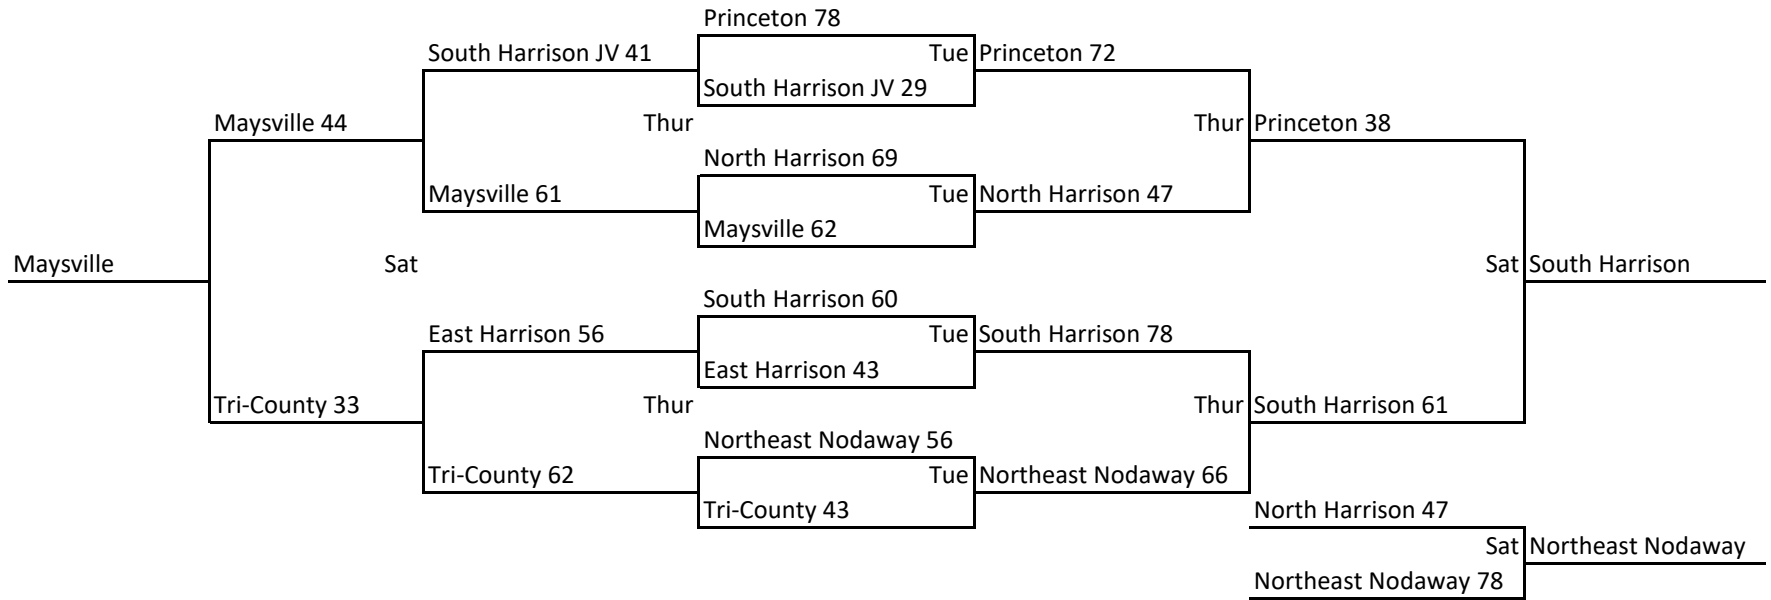 Princeton 78
South Harrison JV 41
Tue Princeton 72
South Harrison JV 29
Maysville 44
Thur
Thur Princeton 38
North Harrison 69
Maysville 61
Tue North Harrison 47
Maysville 62
Maysville
Sat
Sat South Harrison
South Harrison 60
East Harrison 56
Tue South Harrison 78
East Harrison 43
Tri-County 33
Thur
Thur South Harrison 61
Northeast Nodaway 56
Tri-County 62
Tue Northeast Nodaway 66
Tri-County 43
North Harrison 47
Sat Northeast Nodaway
Northeast Nodaway 78